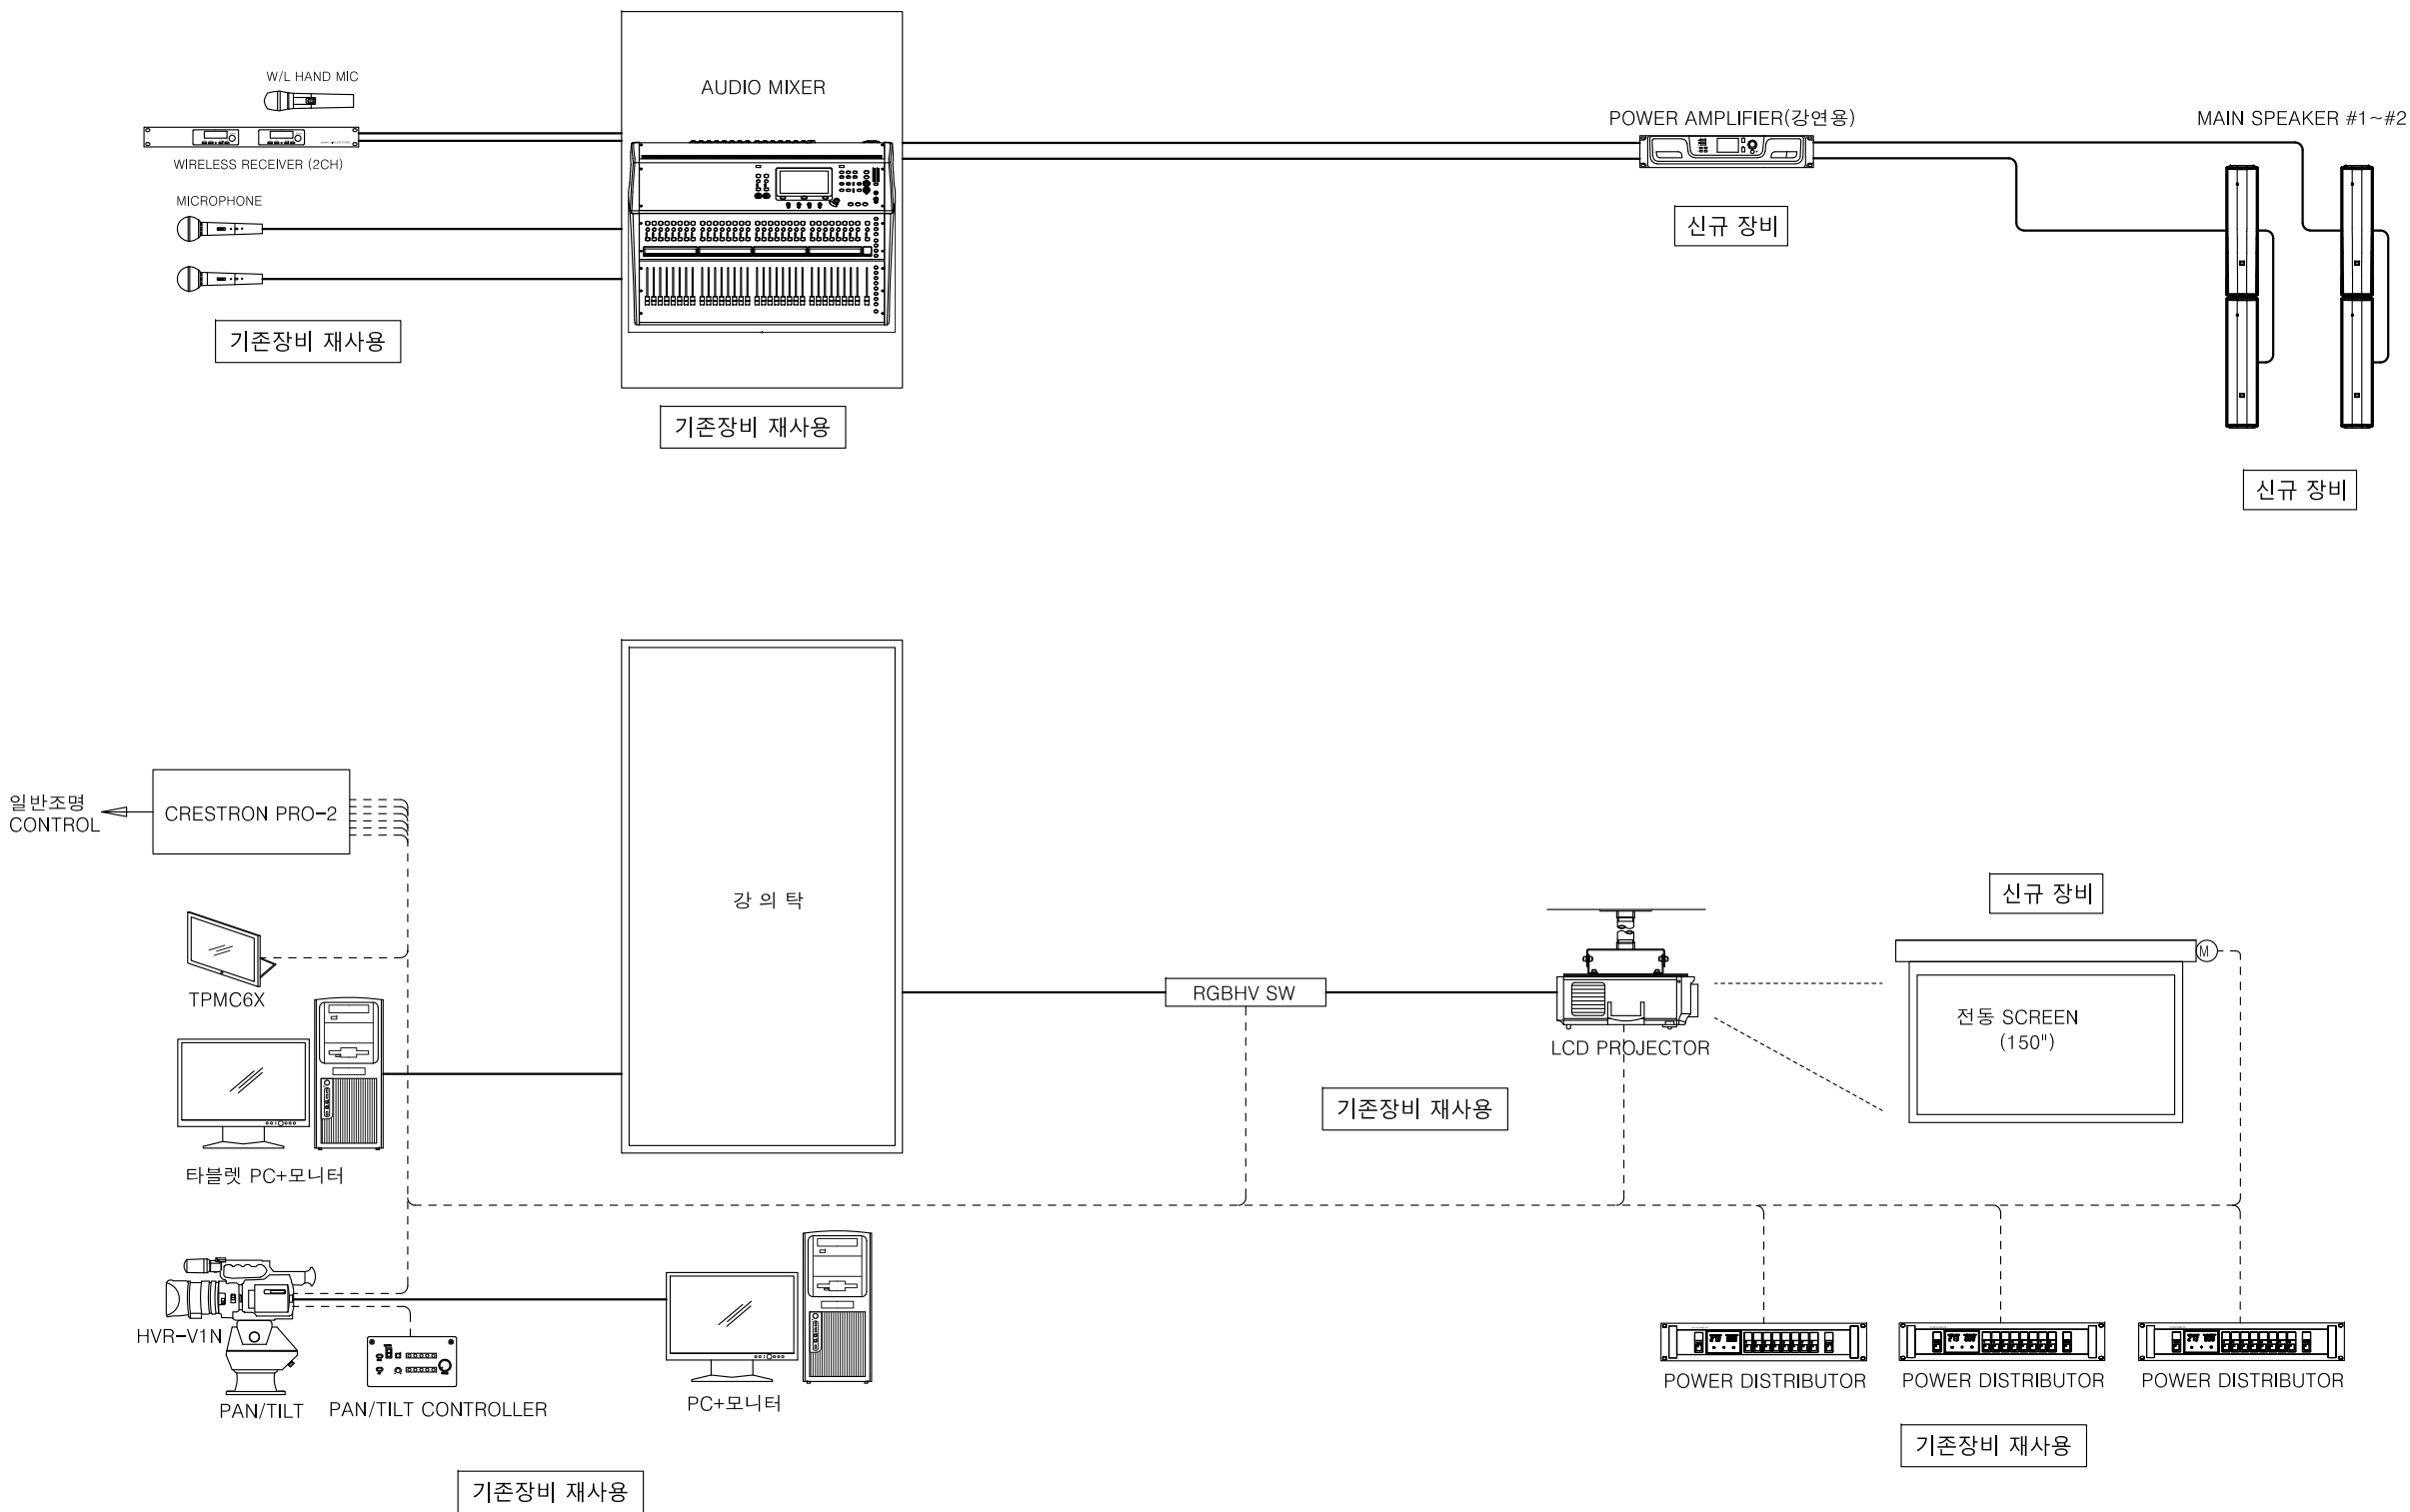 W/L HAND MIC
WIRELESS RECEIVER (2CH)
MICROPHONE
기존장비 재사용
AUDIO MIXER
기존장비 재사용
POWER AMPLIFIER(강연용)
신규 장비
MAIN SPEAKER #1~#2
신규 장비
일반조명
CONTROL
CRESTRON PRO-2
TPMC6X
타블렛 PC+모니터
강 의 탁
RGBHV SW
LCD PROJECTOR
기존장비 재사용
신규 장비
M
전동 SCREEN
(150")
HVR-V1N
PAN/TILT
PAN/TILT CONTROLLER
PC+모니터
기존장비 재사용
POWER DISTRIBUTOR
POWER DISTRIBUTOR
POWER DISTRIBUTOR
기존장비 재사용